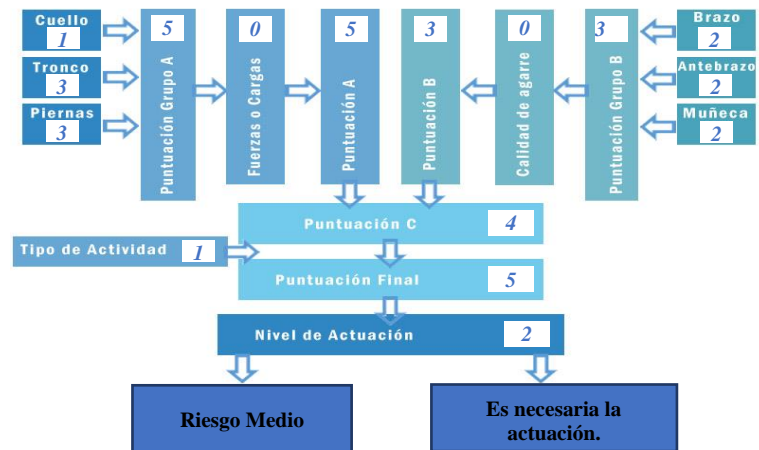 Cuello
1
Tronco
3
Piernas
3
5
Puntuación Grupo A
0
Fuerzas o Cargas
5
Puntuación A
3
Puntuación B
0
Calidad de agarre
3
Puntuación Grupo B
Brazo
2
Antebrazo
2
Muñeca
2
Puntuación C 4
Tipo de Actividad 1
Puntuación Final 5
Nivel de Actuación 2
Riesgo Medio
Es necesaria la
actuación.